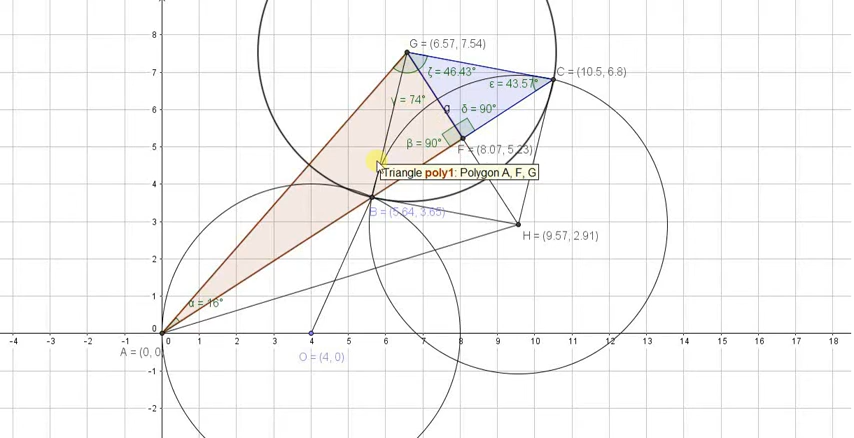 8
G = (6.57, 7.54)
7
ζ = 46.43°
C = (10.5, 6.8)
ε = 43.57°
6
γ = 74°
g
δ = 90°
5
β = 90°
F = (8.07, 5.23)
Triangle poly1: Polygon A, F, G
4
3
B = (5.64, 3.65)
H = (9.57, 2.91)
2
1
α = 16°
0
-4 -3 -2 -1 0 1 2 3 4 5 6 7 8 9 10 11 12 13 14 15 16 17 18
A = (0, 0)
O = (4, 0)
-1
-2